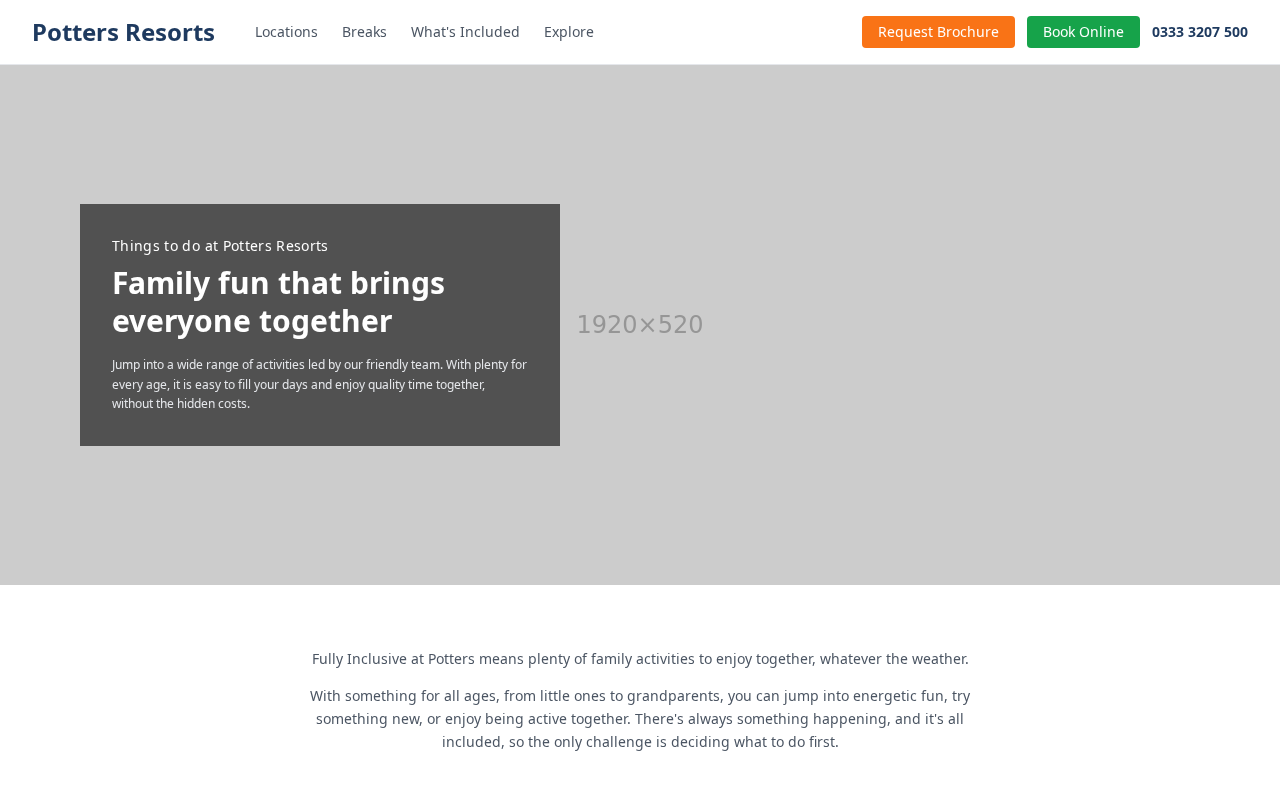 Potters Resorts
Locations
Breaks
What's Included
Explore
Request Brochure
Book Online
0333 3207 500
Things to do at Potters Resorts
Family fun that brings
everyone together
Jump into a wide range of activities led by our friendly team. With plenty for
every age, it is easy to fill your days and enjoy quality time together,
without the hidden costs.
1920×520
Fully Inclusive at Potters means plenty of family activities to enjoy together, whatever the weather.
With something for all ages, from little ones to grandparents, you can jump into energetic fun, try
something new, or enjoy being active together. There's always something happening, and it's all
included, so the only challenge is deciding what to do first.